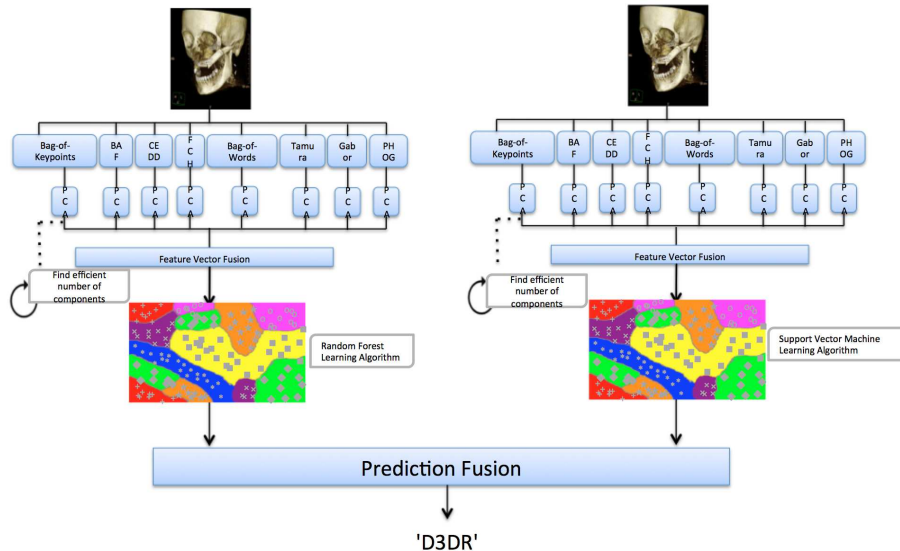 Bag-of-
Keypoints
BA
F
CE
DD
F
C
H
Bag-of-
Words
Tamu
ra
Gab
or
PH
OG
P
C
A
P
C
A
P
C
A
P
C
A
P
C
A
P
C
A
P
C
A
P
C
A
Feature Vector Fusion
Find efficient
number of
components
Random Forest
Learning Algorithm
Bag-of-
Keypoints
BA
F
CE
DD
F
C
H
Bag-of-
Words
Tamu
ra
Gab
or
PH
OG
P
C
A
P
C
A
P
C
A
P
C
A
P
C
A
P
C
A
P
C
A
P
C
A
Feature Vector Fusion
Find efficient
number of
components
Support Vector Machine
Learning Algorithm
Prediction Fusion
'D3DR'